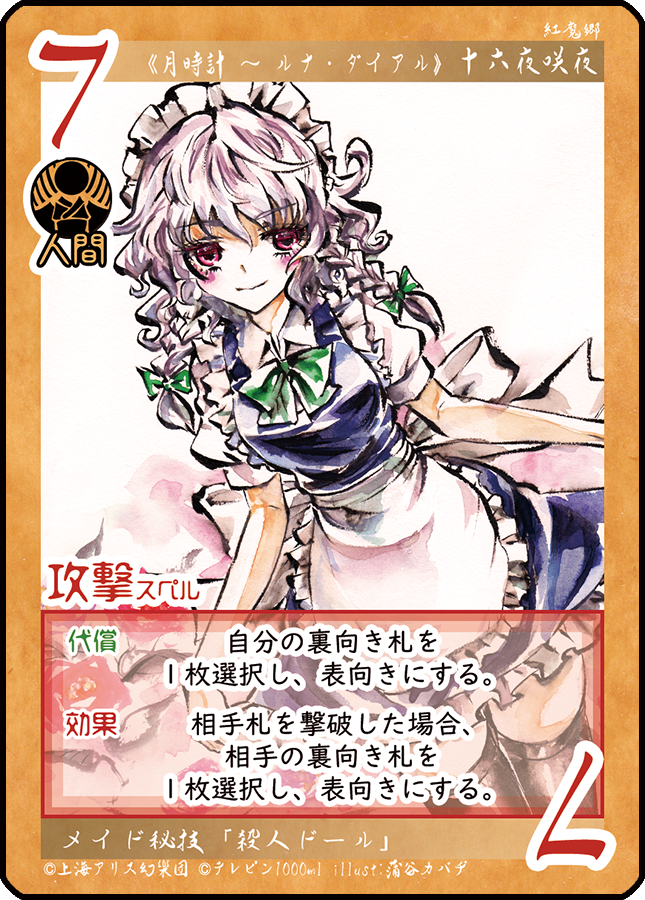 紅魔郷
7
《月時計 ～ ルナ・ダイアル》 十六夜咲夜
人間
攻撃スペル
代償 自分の裏向き札を
1枚選択し、表向きにする。
効果 相手札を撃破した場合、
相手の裏向き札を
1枚選択し、表向きにする。
7
メイド秘技「殺人ドール」
©上海アリス幻樂団 ©テレピン1000ml illust:蒲谷カバヂ